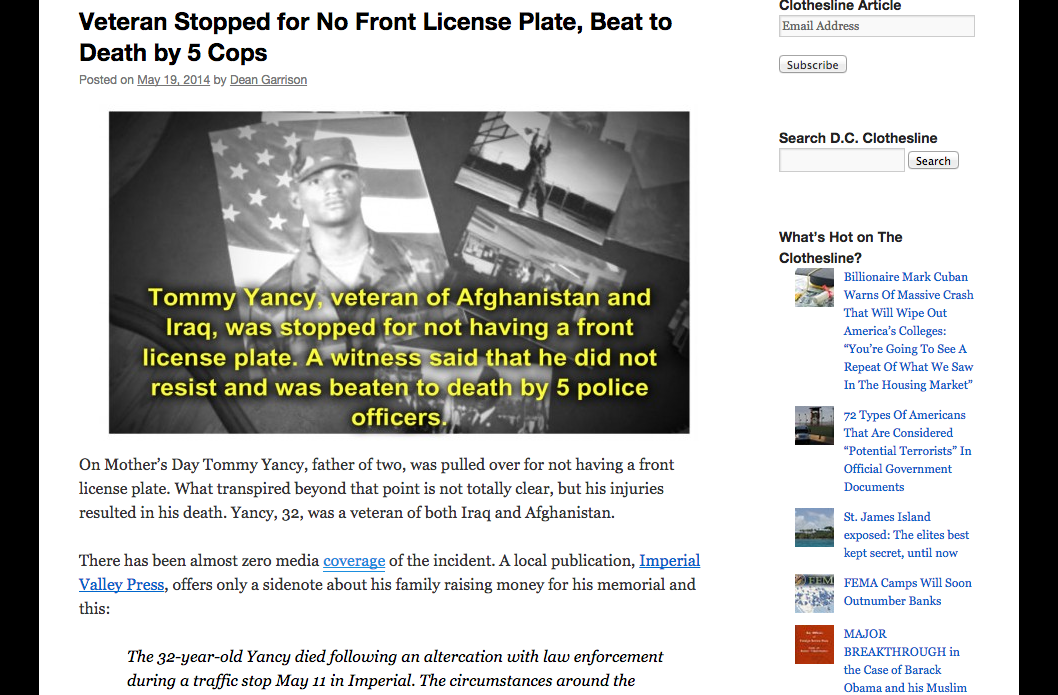 Veteran Stopped for No Front License Plate, Beat to
Death by 5 Cops
Posted on May 19, 2014 by Dean Garrison
Tommy Yancy, veteran of Afghanistan and
Iraq, was stopped for not having a front
license plate. A witness said that he did not
resist and was beaten to death by 5 police
officers.
On Mother’s Day Tommy Yancy, father of two, was pulled over for not having a front
license plate. What transpired beyond that point is not totally clear, but his injuries
resulted in his death. Yancy, 32, was a veteran of both Iraq and Afghanistan.
There has been almost zero media coverage of the incident. A local publication, Imperial
Valley Press, offers only a sidenote about his family raising money for his memorial and
this:
The 32-year-old Yancy died following an altercation with law enforcement
during a traffic stop May 11 in Imperial. The circumstances around the
Clothesline Article
Email Address
Subscribe
Search D.C. Clothesline
Search
What’s Hot on The
Clothesline?
Billionaire Mark Cuban
Warns Of Massive Crash
That Will Wipe Out
America’s Colleges:
“You’re Going To See A
Repeat Of What We Saw
In The Housing Market”
72 Types Of Americans
That Are Considered
“Potential Terrorists” In
Official Government
Documents
St. James Island
exposed: The elites best
kept secret, until now
FEMA Camps Will Soon
Outnumber Banks
MAJOR
BREAKTHROUGH in
the Case of Barack
Obama and his Muslim